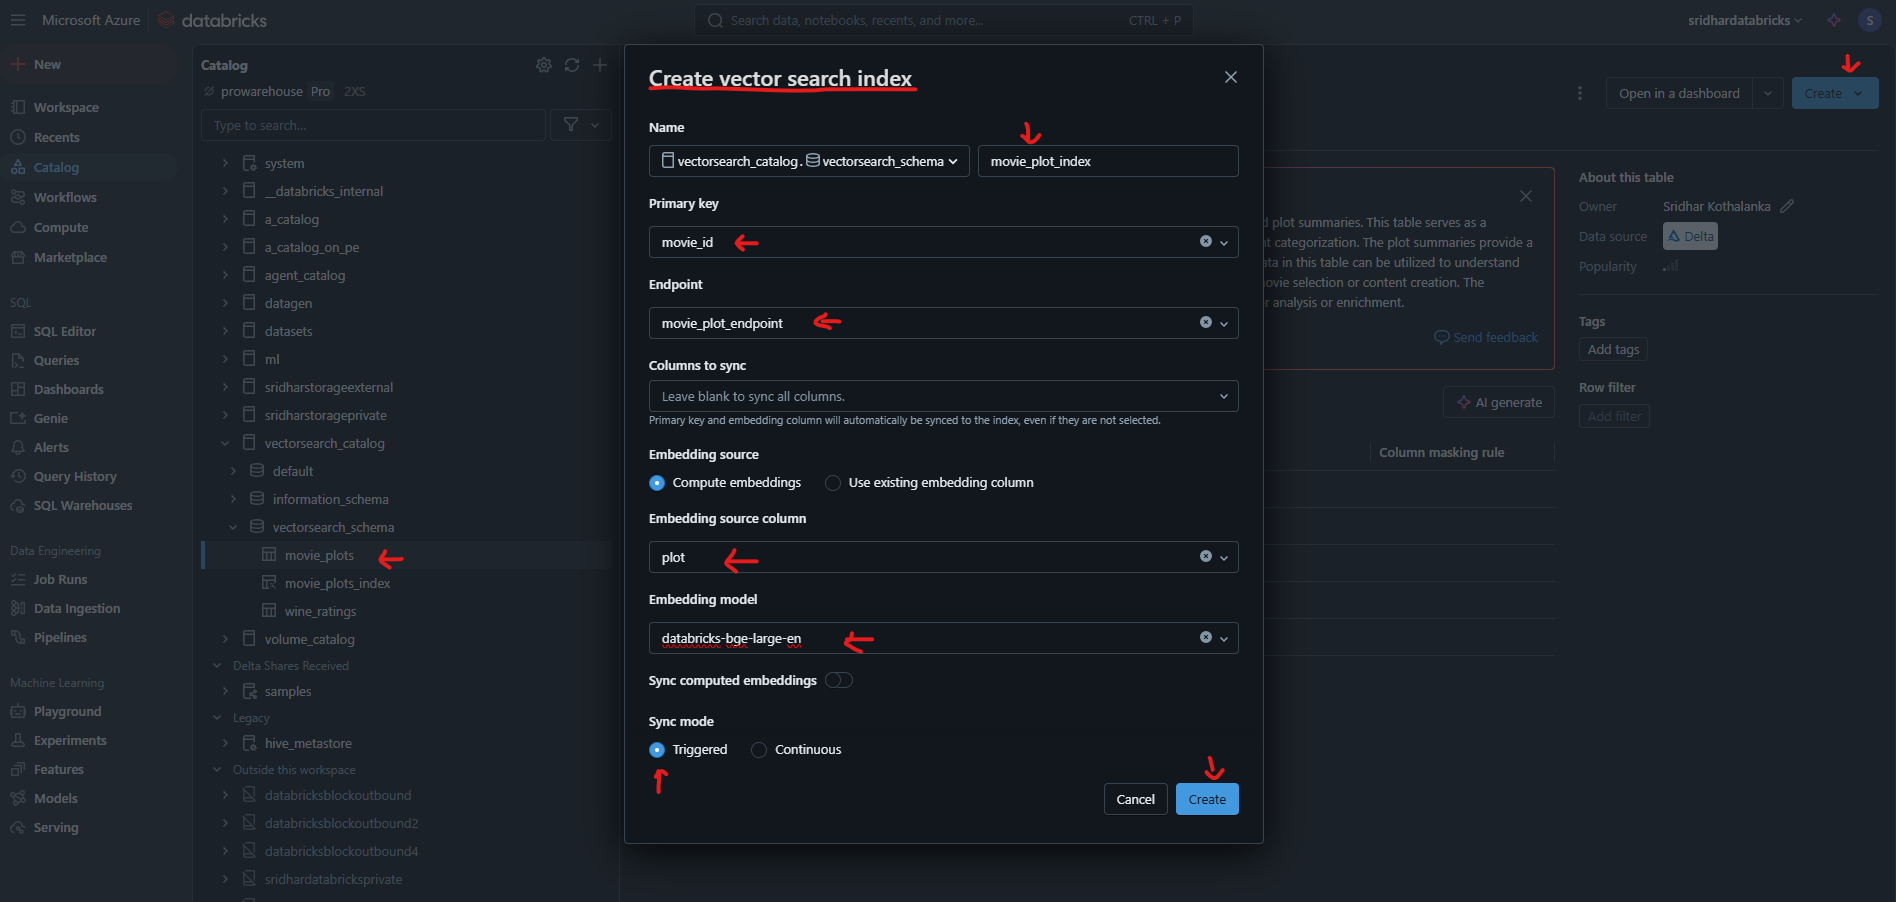 Microsoft Azure
databricks
Search data, notebooks, recents, and more...
CTRL + P
sridhardatabricks
S
New
Workspace
Recents
Catalog
Workflows
Compute
Marketplace
SQL
SQL Editor
Queries
Dashboards
Genie
Alerts
Query History
SQL Warehouses
Data Engineering
Job Runs
Data Ingestion
Pipelines
Machine Learning
Playground
Experiments
Features
Models
Serving
Catalog
prowarehouse Pro 2XS
Type to search...
system
__databricks_internal
a_catalog
a_catalog_on_pe
agent_catalog
datagen
datasets
ml
sridharstorageexternal
sridharstorageprivate
vectorsearch_catalog
default
information_schema
vectorsearch_schema
movie_plots
movie_plots_index
wine_ratings
volume_catalog
Delta Shares Received
samples
Legacy
hive_metastore
Outside this workspace
databricksblockoutbound
databricksblockoutbound2
databricksblockoutbound4
sridhardatabricksprivate
Create vector search index
Name
vectorsearch_catalog. vectorsearch_schema
movie_plot_index
Primary key
movie_id
Endpoint
movie_plot_endpoint
Columns to sync
Leave blank to sync all columns.
Primary key and embedding column will automatically be synced to the index, even if they are not selected.
Embedding source
Compute embeddings
Use existing embedding column
Embedding source column
plot
Embedding model
databricks-bge-large-en
Sync computed embeddings
Sync mode
Triggered
Continuous
Cancel
Create
Open in a dashboard
Create
plot summaries. This table serves as a
categorization. The plot summaries provide a
in this table can be utilized to understand
selection or content creation. The
analysis or enrichment.
Send feedback
AI generate
Column masking rule
About this table
Owner
Sridhar Kothalanka
Data source
Delta
Popularity
Tags
Add tags
Row filter
Add filter